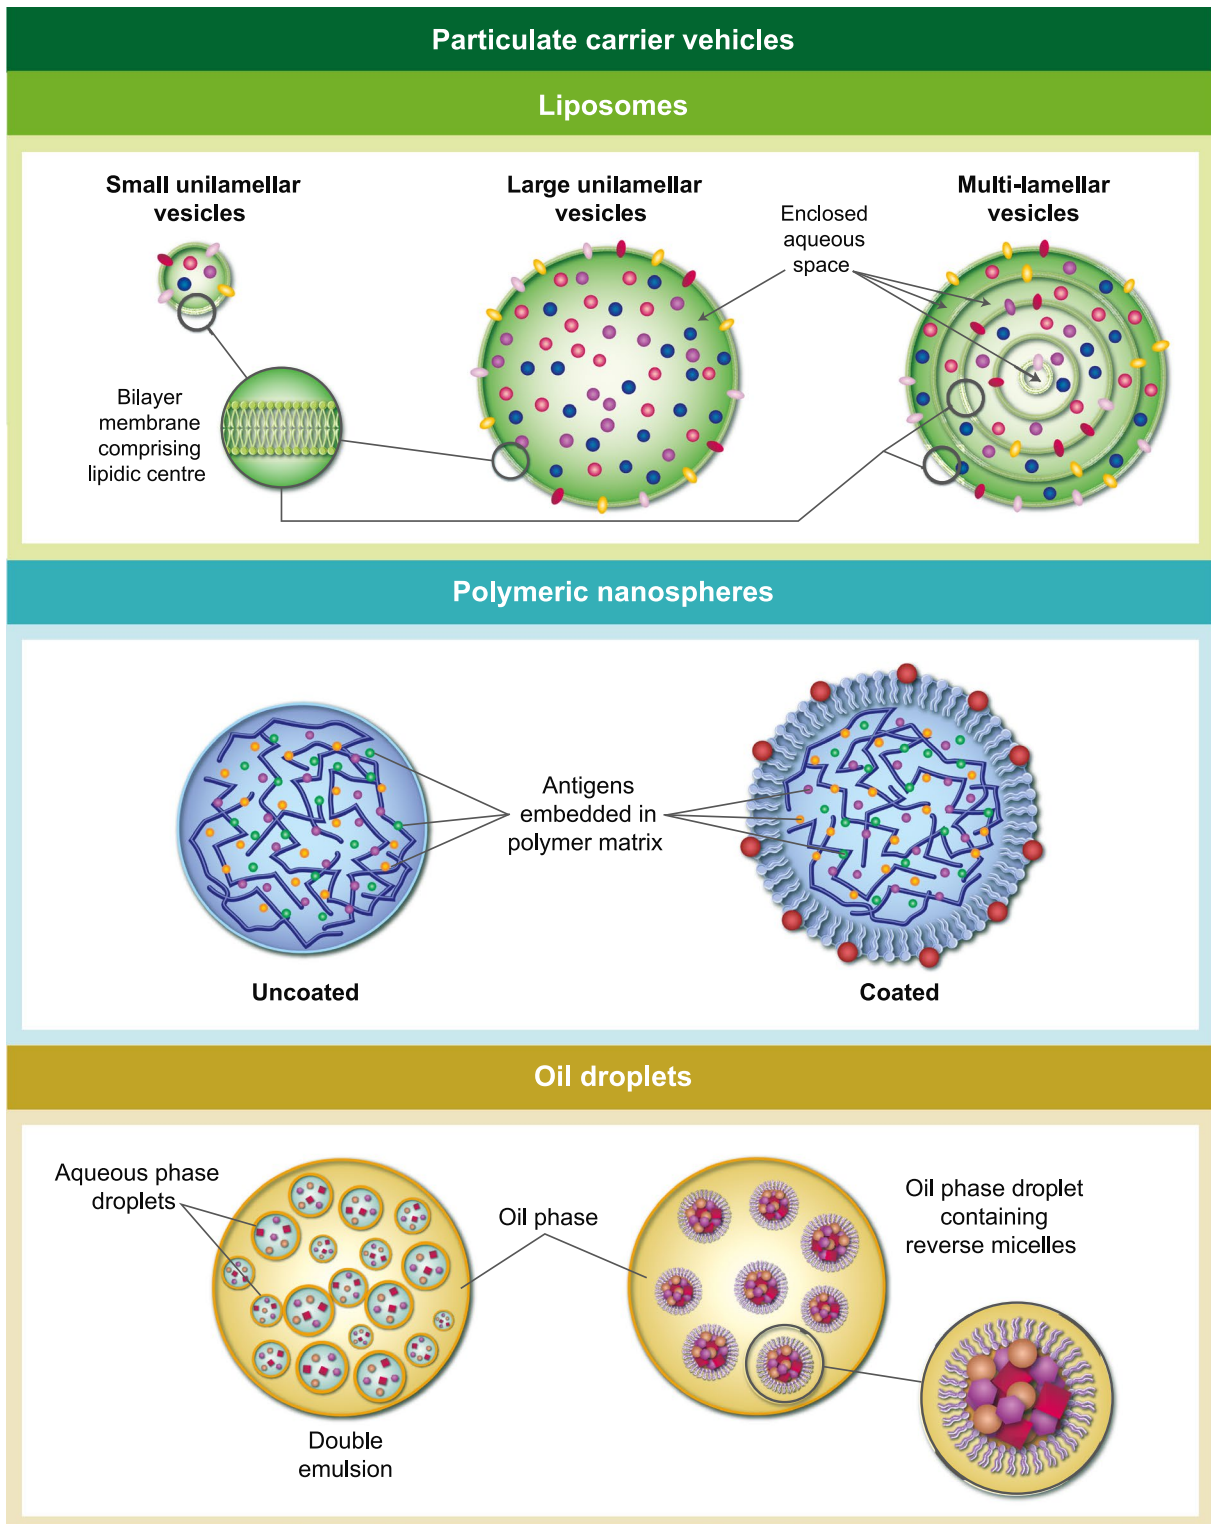 Particulate carrier vehicles
Liposomes
Small unilamellar
vesicles
Large unilamellar
vesicles
Multi-lamellar
vesicles
Enclosed
aqueous
space
Bilayer
membrane
comprising
lipidic centre
Polymeric nanospheres
Antigens
embedded in
polymer matrix
Uncoated
Coated
Oil droplets
Aqueous phase
droplets
Oil phase
Oil phase droplet
containing
reverse micelles
Double
emulsion